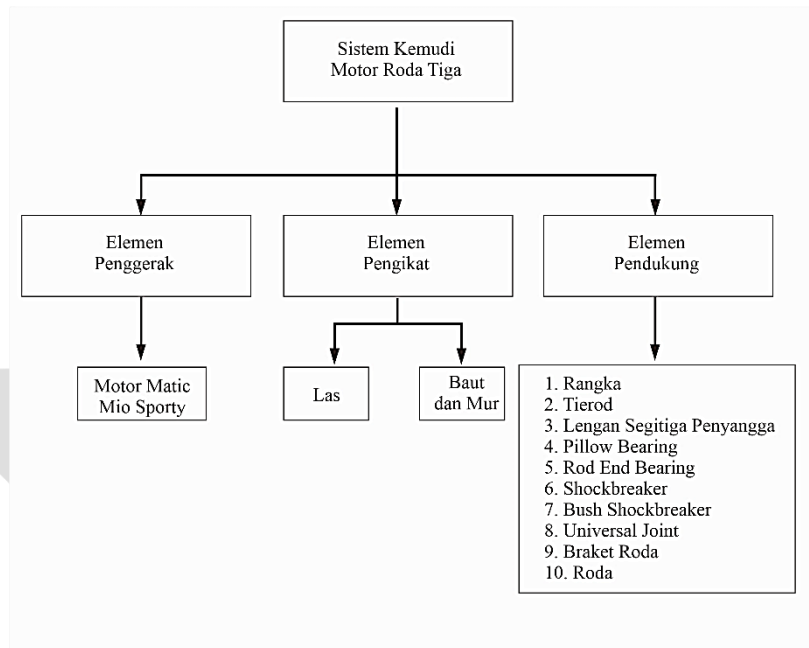 Sistem Kemudi
Motor Roda Tiga
Elemen
Penggerak
Elemen
Pengikat
Elemen
Pendukung
Motor Matic
Mio Sporty
Las
Baut
dan Mur
1. Rangka
2. Tierod
3. Lengan Segitiga Penyangga
4. Pillow Bearing
5. Rod End Bearing
6. Shockbreaker
7. Bush Shockbreaker
8. Universal Joint
9. Braket Roda
10. Roda